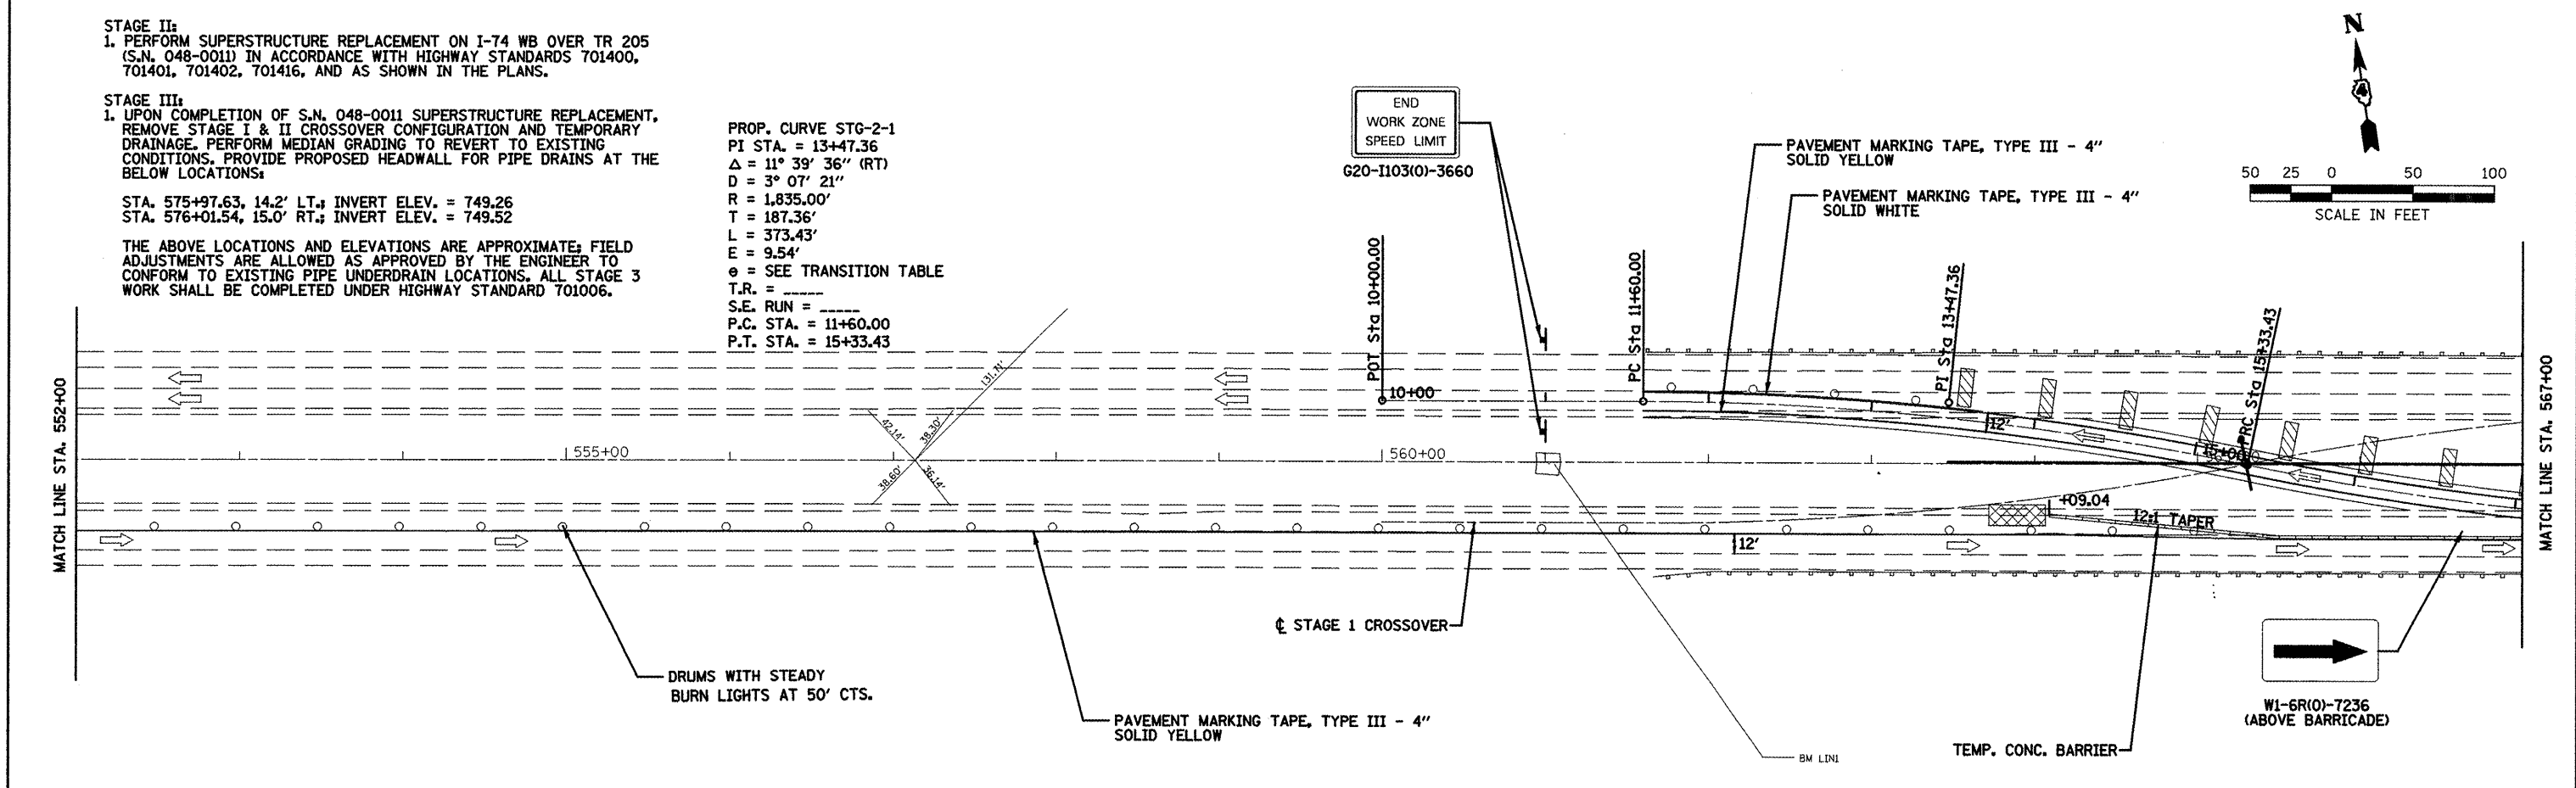 STAGE II:
1. PERFORM SUPERSTRUCTURE REPLACEMENT ON I-74 WB OVER TR 205
(S.N. 048-0011) IN ACCORDANCE WITH HIGHWAY STANDARDS 701400,
701401, 701402, 701416, AND AS SHOWN IN THE PLANS.
STAGE III:
1. UPON COMPLETION OF S.N. 048-0011 SUPERSTRUCTURE REPLACEMENT,
REMOVE STAGE I & II CROSSOVER CONFIGURATION AND TEMPORARY
DRAINAGE. PERFORM MEDIAN GRADING TO REVERT TO EXISTING
CONDITIONS. PROVIDE PROPOSED HEADWALL FOR PIPE DRAINS AT THE
BELOW LOCATIONS:
STA. 575+97.63, 14.2' LT.; INVERT ELEV. = 749.26
STA. 576+01.54, 15.0' RT.; INVERT ELEV. = 749.52
THE ABOVE LOCATIONS AND ELEVATIONS ARE APPROXIMATE; FIELD
ADJUSTMENTS ARE ALLOWED AS APPROVED BY THE ENGINEER TO
CONFORM TO EXISTING PIPE UNDERDRAIN LOCATIONS. ALL STAGE 3
WORK SHALL BE COMPLETED UNDER HIGHWAY STANDARD 701006.
PROP. CURVE STG-2-1
PI STA. = 13+47.36
Δ = 11° 39' 36" (RT)
D = 3° 07' 21"
R = 1,835.00'
T = 187.36'
L = 373.43'
E = 9.54'
e = SEE TRANSITION TABLE
T.R. = _____
S.E. RUN = _____
P.C. STA. = 11+60.00
P.T. STA. = 15+33.43
END
WORK ZONE
SPEED LIMIT
G20-I103(O)-3660
PAVEMENT MARKING TAPE, TYPE III - 4"
SOLID YELLOW
PAVEMENT MARKING TAPE, TYPE III - 4"
SOLID WHITE
N
4
50 25 0 50 100
SCALE IN FEET
MATCH LINE STA. 552+00
POT Sta 10+00.00
PC Sta 11+60.00
PI Sta 13+47.36
PRC Sta 15+33.43
MATCH LINE STA. 567+00
10+00
12'
15+00
555+00
560+00
131.71'
42.14'
38.30'
38.60'
36.14'
+09.04
12:1 TAPER
12'
℄ STAGE 1 CROSSOVER
DRUMS WITH STEADY
BURN LIGHTS AT 50' CTS.
PAVEMENT MARKING TAPE, TYPE III - 4"
SOLID YELLOW
BM LIN1
TEMP. CONC. BARRIER
W1-6R(O)-7236
(ABOVE BARRICADE)